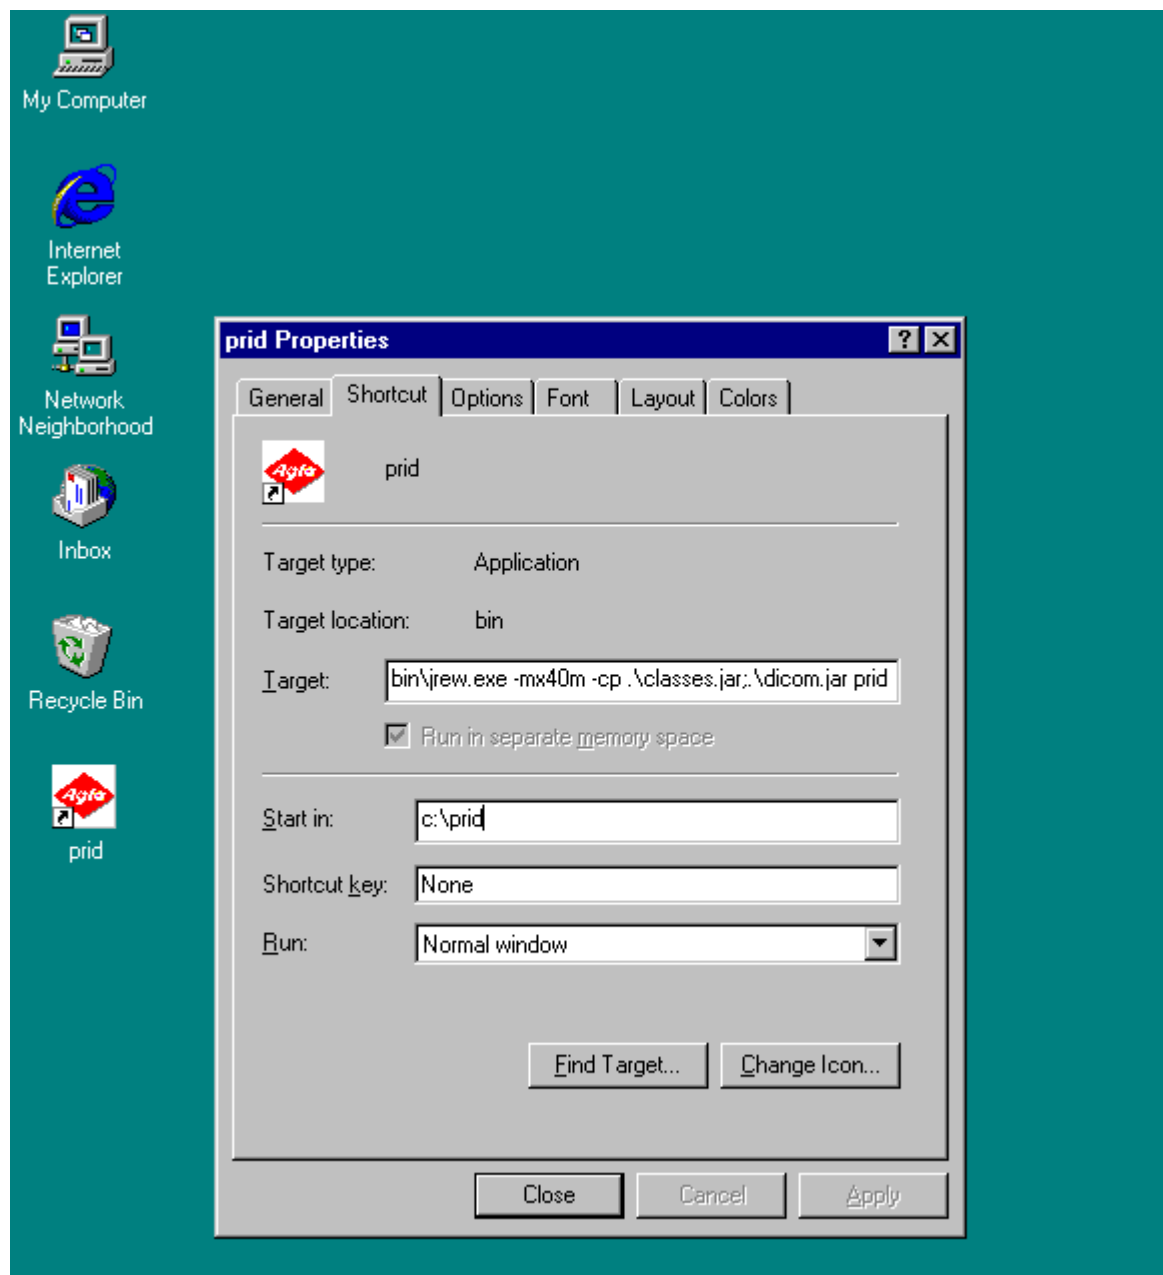 My Computer
Internet
Explorer
Network
Neighborhood
Inbox
Recycle Bin
Agfa
prid
prid Properties
?
General Shortcut Options Font Layout Colors
Agfa
prid
Target type: Application
Target location: bin
Target: bin\jrew.exe -mx40m -cp .\classes.jar;.\dicom.jar prid
Run in separate memory space
Start in: c:\prid
Shortcut key: None
Run: Normal window
Find Target... Change Icon...
Close Cancel Apply